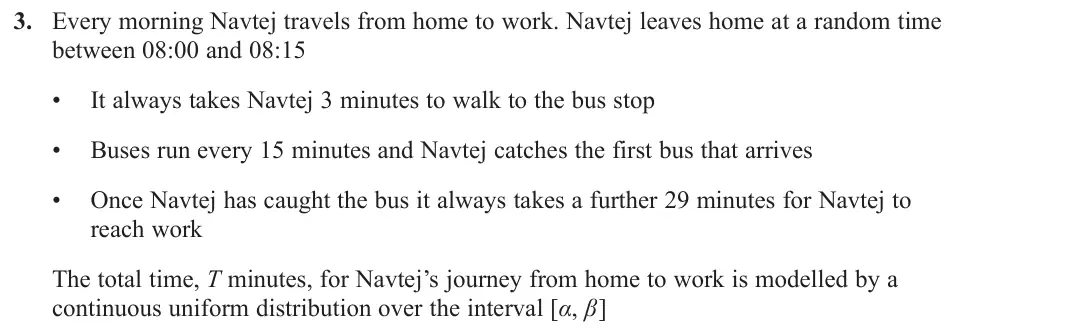 3. Every morning Navtej travels from home to work. Navtej leaves home at a random time
between 08:00 and 08:15
• It always takes Navtej 3 minutes to walk to the bus stop
• Buses run every 15 minutes and Navtej catches the first bus that arrives
• Once Navtej has caught the bus it always takes a further 29 minutes for Navtej to
reach work
The total time, T minutes, for Navtej’s journey from home to work is modelled by a
continuous uniform distribution over the interval [α, β]